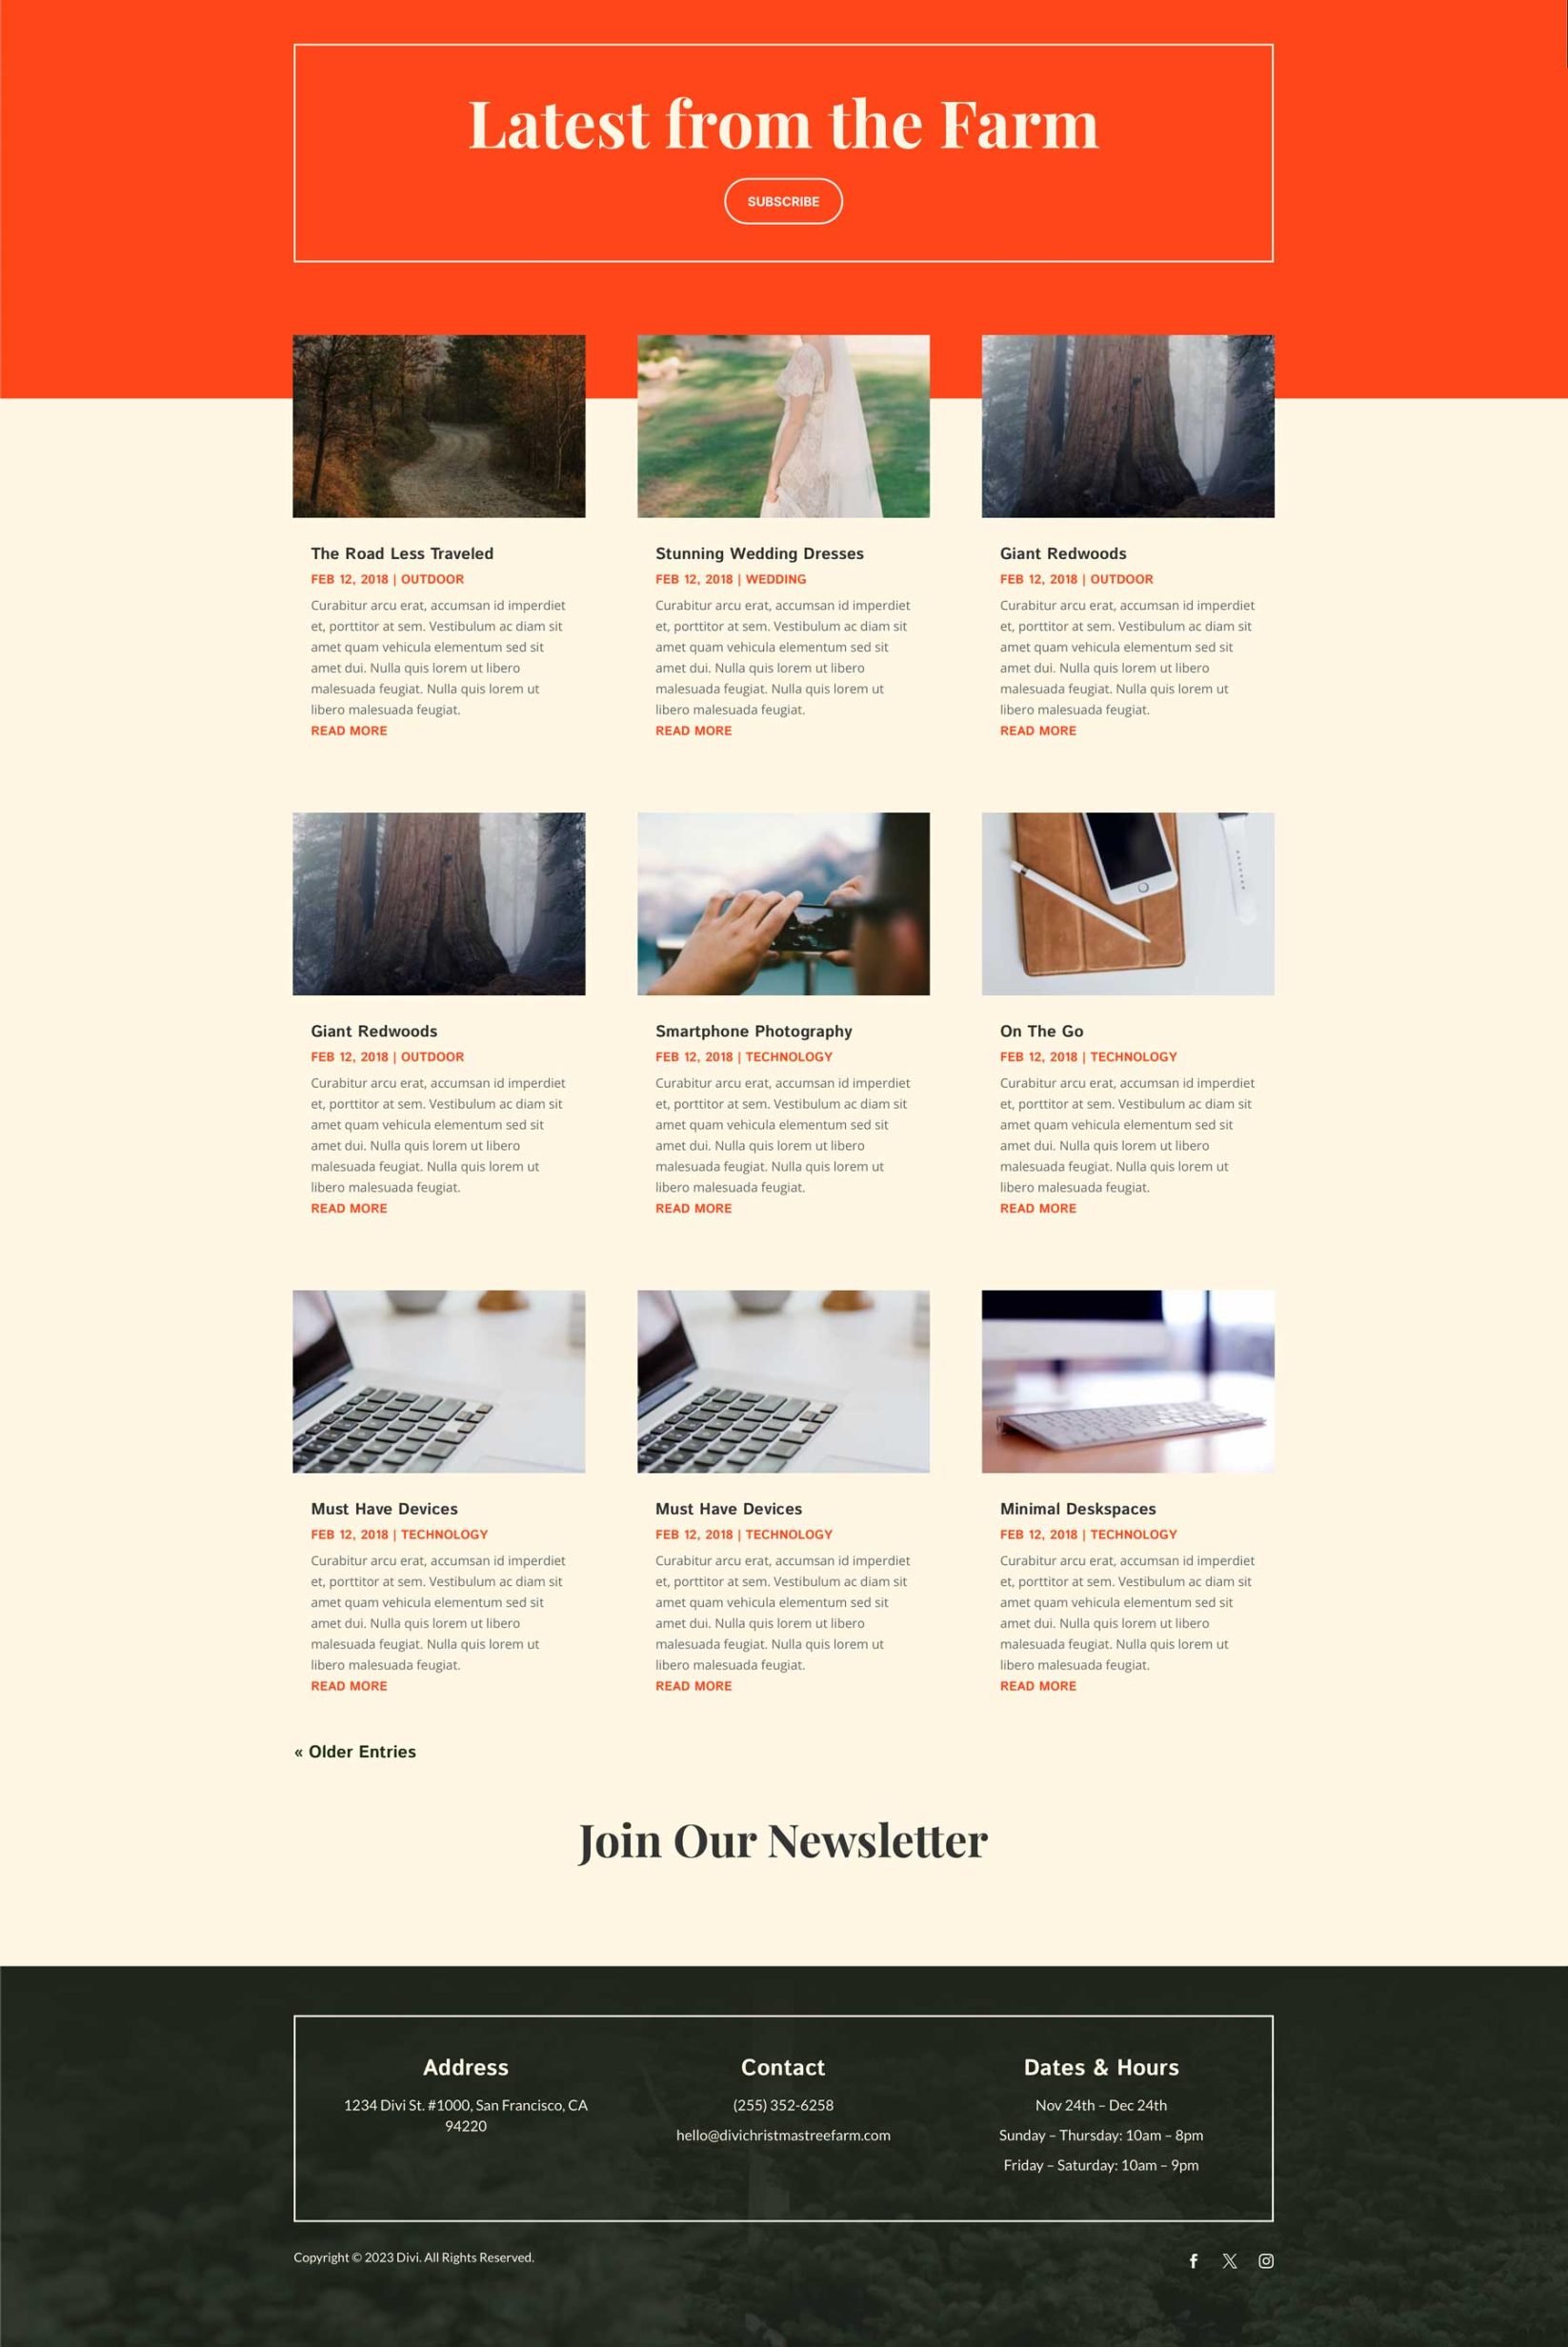 Latest from the Farm
SUBSCRIBE
The Road Less Traveled
FEB 12, 2018 | OUTDOOR
Curabitur arcu erat, accumsan id imperdiet
et, porttitor at sem. Vestibulum ac diam sit
amet quam vehicula elementum sed sit
amet dui. Nulla quis lorem ut libero
malesuada feugiat. Nulla quis lorem ut
libero malesuada feugiat.
READ MORE
Stunning Wedding Dresses
FEB 12, 2018 | WEDDING
Curabitur arcu erat, accumsan id imperdiet
et, porttitor at sem. Vestibulum ac diam sit
amet quam vehicula elementum sed sit
amet dui. Nulla quis lorem ut libero
malesuada feugiat. Nulla quis lorem ut
libero malesuada feugiat.
READ MORE
Giant Redwoods
FEB 12, 2018 | OUTDOOR
Curabitur arcu erat, accumsan id imperdiet
et, porttitor at sem. Vestibulum ac diam sit
amet quam vehicula elementum sed sit
amet dui. Nulla quis lorem ut libero
malesuada feugiat. Nulla quis lorem ut
libero malesuada feugiat.
READ MORE
Giant Redwoods
FEB 12, 2018 | OUTDOOR
Curabitur arcu erat, accumsan id imperdiet
et, porttitor at sem. Vestibulum ac diam sit
amet quam vehicula elementum sed sit
amet dui. Nulla quis lorem ut libero
malesuada feugiat. Nulla quis lorem ut
libero malesuada feugiat.
READ MORE
Smartphone Photography
FEB 12, 2018 | TECHNOLOGY
Curabitur arcu erat, accumsan id imperdiet
et, porttitor at sem. Vestibulum ac diam sit
amet quam vehicula elementum sed sit
amet dui. Nulla quis lorem ut libero
malesuada feugiat. Nulla quis lorem ut
libero malesuada feugiat.
READ MORE
On The Go
FEB 12, 2018 | TECHNOLOGY
Curabitur arcu erat, accumsan id imperdiet
et, porttitor at sem. Vestibulum ac diam sit
amet quam vehicula elementum sed sit
amet dui. Nulla quis lorem ut libero
malesuada feugiat. Nulla quis lorem ut
libero malesuada feugiat.
READ MORE
Must Have Devices
FEB 12, 2018 | TECHNOLOGY
Curabitur arcu erat, accumsan id imperdiet
et, porttitor at sem. Vestibulum ac diam sit
amet quam vehicula elementum sed sit
amet dui. Nulla quis lorem ut libero
malesuada feugiat. Nulla quis lorem ut
libero malesuada feugiat.
READ MORE
Must Have Devices
FEB 12, 2018 | TECHNOLOGY
Curabitur arcu erat, accumsan id imperdiet
et, porttitor at sem. Vestibulum ac diam sit
amet quam vehicula elementum sed sit
amet dui. Nulla quis lorem ut libero
malesuada feugiat. Nulla quis lorem ut
libero malesuada feugiat.
READ MORE
Minimal Deskspaces
FEB 12, 2018 | TECHNOLOGY
Curabitur arcu erat, accumsan id imperdiet
et, porttitor at sem. Vestibulum ac diam sit
amet quam vehicula elementum sed sit
amet dui. Nulla quis lorem ut libero
malesuada feugiat. Nulla quis lorem ut
libero malesuada feugiat.
READ MORE
« Older Entries
Join Our Newsletter
Address
1234 Divi St. #1000, San Francisco, CA
94220
Contact
(255) 352-6258
hello@divichristmastreefarm.com
Dates & Hours
Nov 24th – Dec 24th
Sunday – Thursday: 10am – 8pm
Friday – Saturday: 10am – 9pm
Copyright © 2023 Divi. All Rights Reserved.